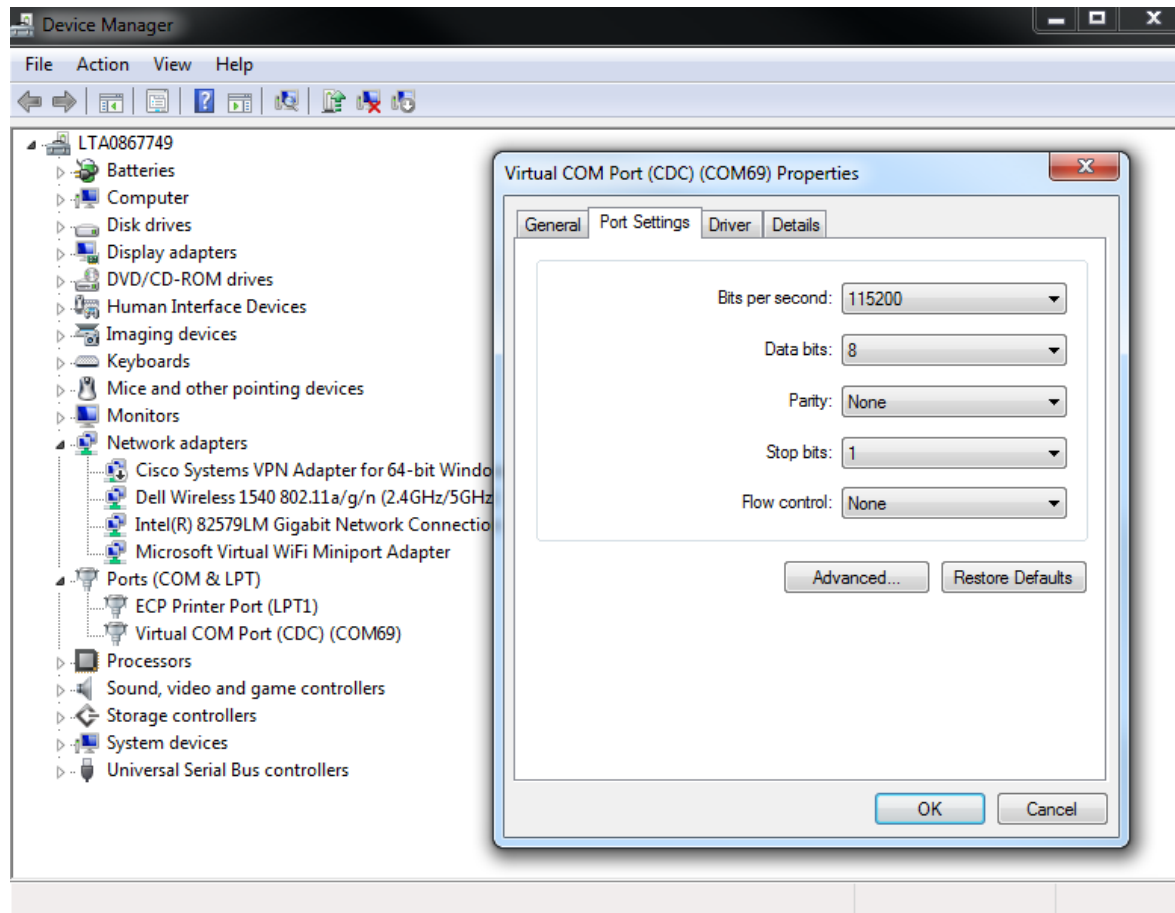 Device Manager
File Action View Help
LTA0867749
Batteries
Computer
Disk drives
Display adapters
DVD/CD-ROM drives
Human Interface Devices
Imaging devices
Keyboards
Mice and other pointing devices
Monitors
Network adapters
Cisco Systems VPN Adapter for 64-bit Windo
Dell Wireless 1540 802.11a/g/n (2.4GHz/5GHz
Intel(R) 82579LM Gigabit Network Connectio
Microsoft Virtual WiFi Miniport Adapter
Ports (COM & LPT)
ECP Printer Port (LPT1)
Virtual COM Port (CDC) (COM69)
Processors
Sound, video and game controllers
Storage controllers
System devices
Universal Serial Bus controllers
Virtual COM Port (CDC) (COM69) Properties
General Port Settings Driver Details
Bits per second: 115200
Data bits: 8
Parity: None
Stop bits: 1
Flow control: None
Advanced... Restore Defaults
OK Cancel